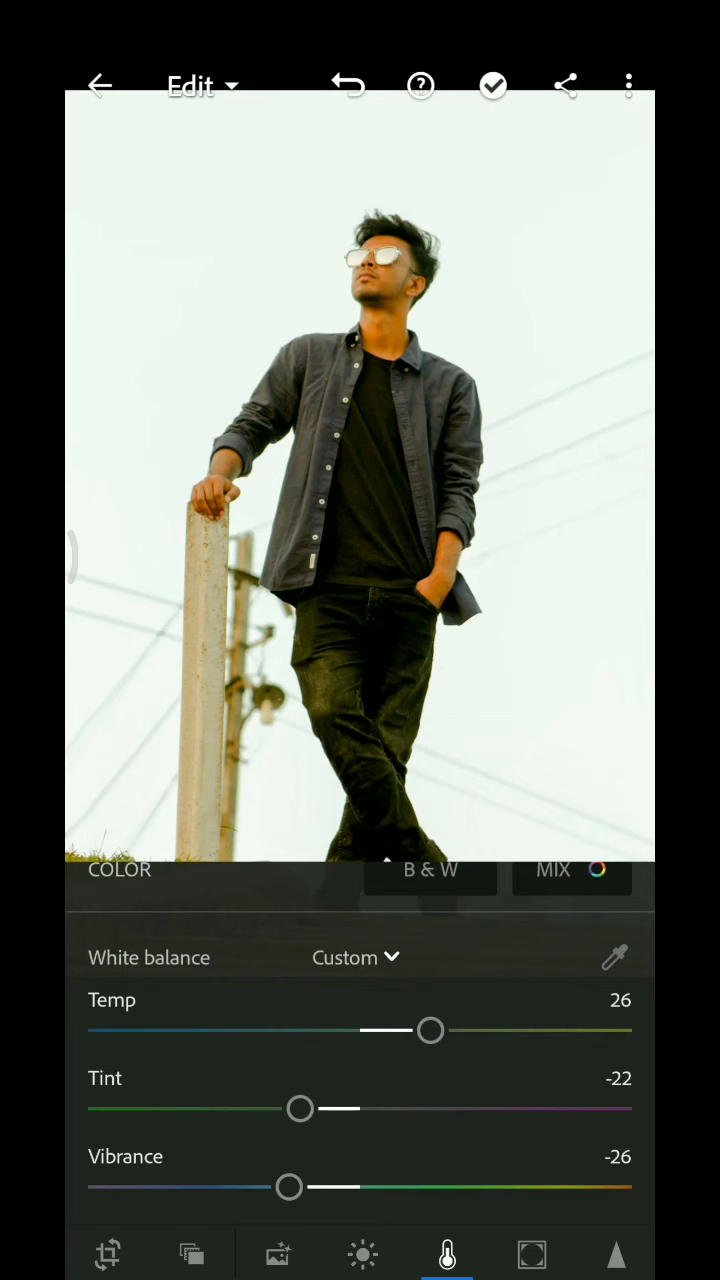 Edit
COLOR B & W MIX
White balance Custom
Temp 26
Tint -22
Vibrance -26